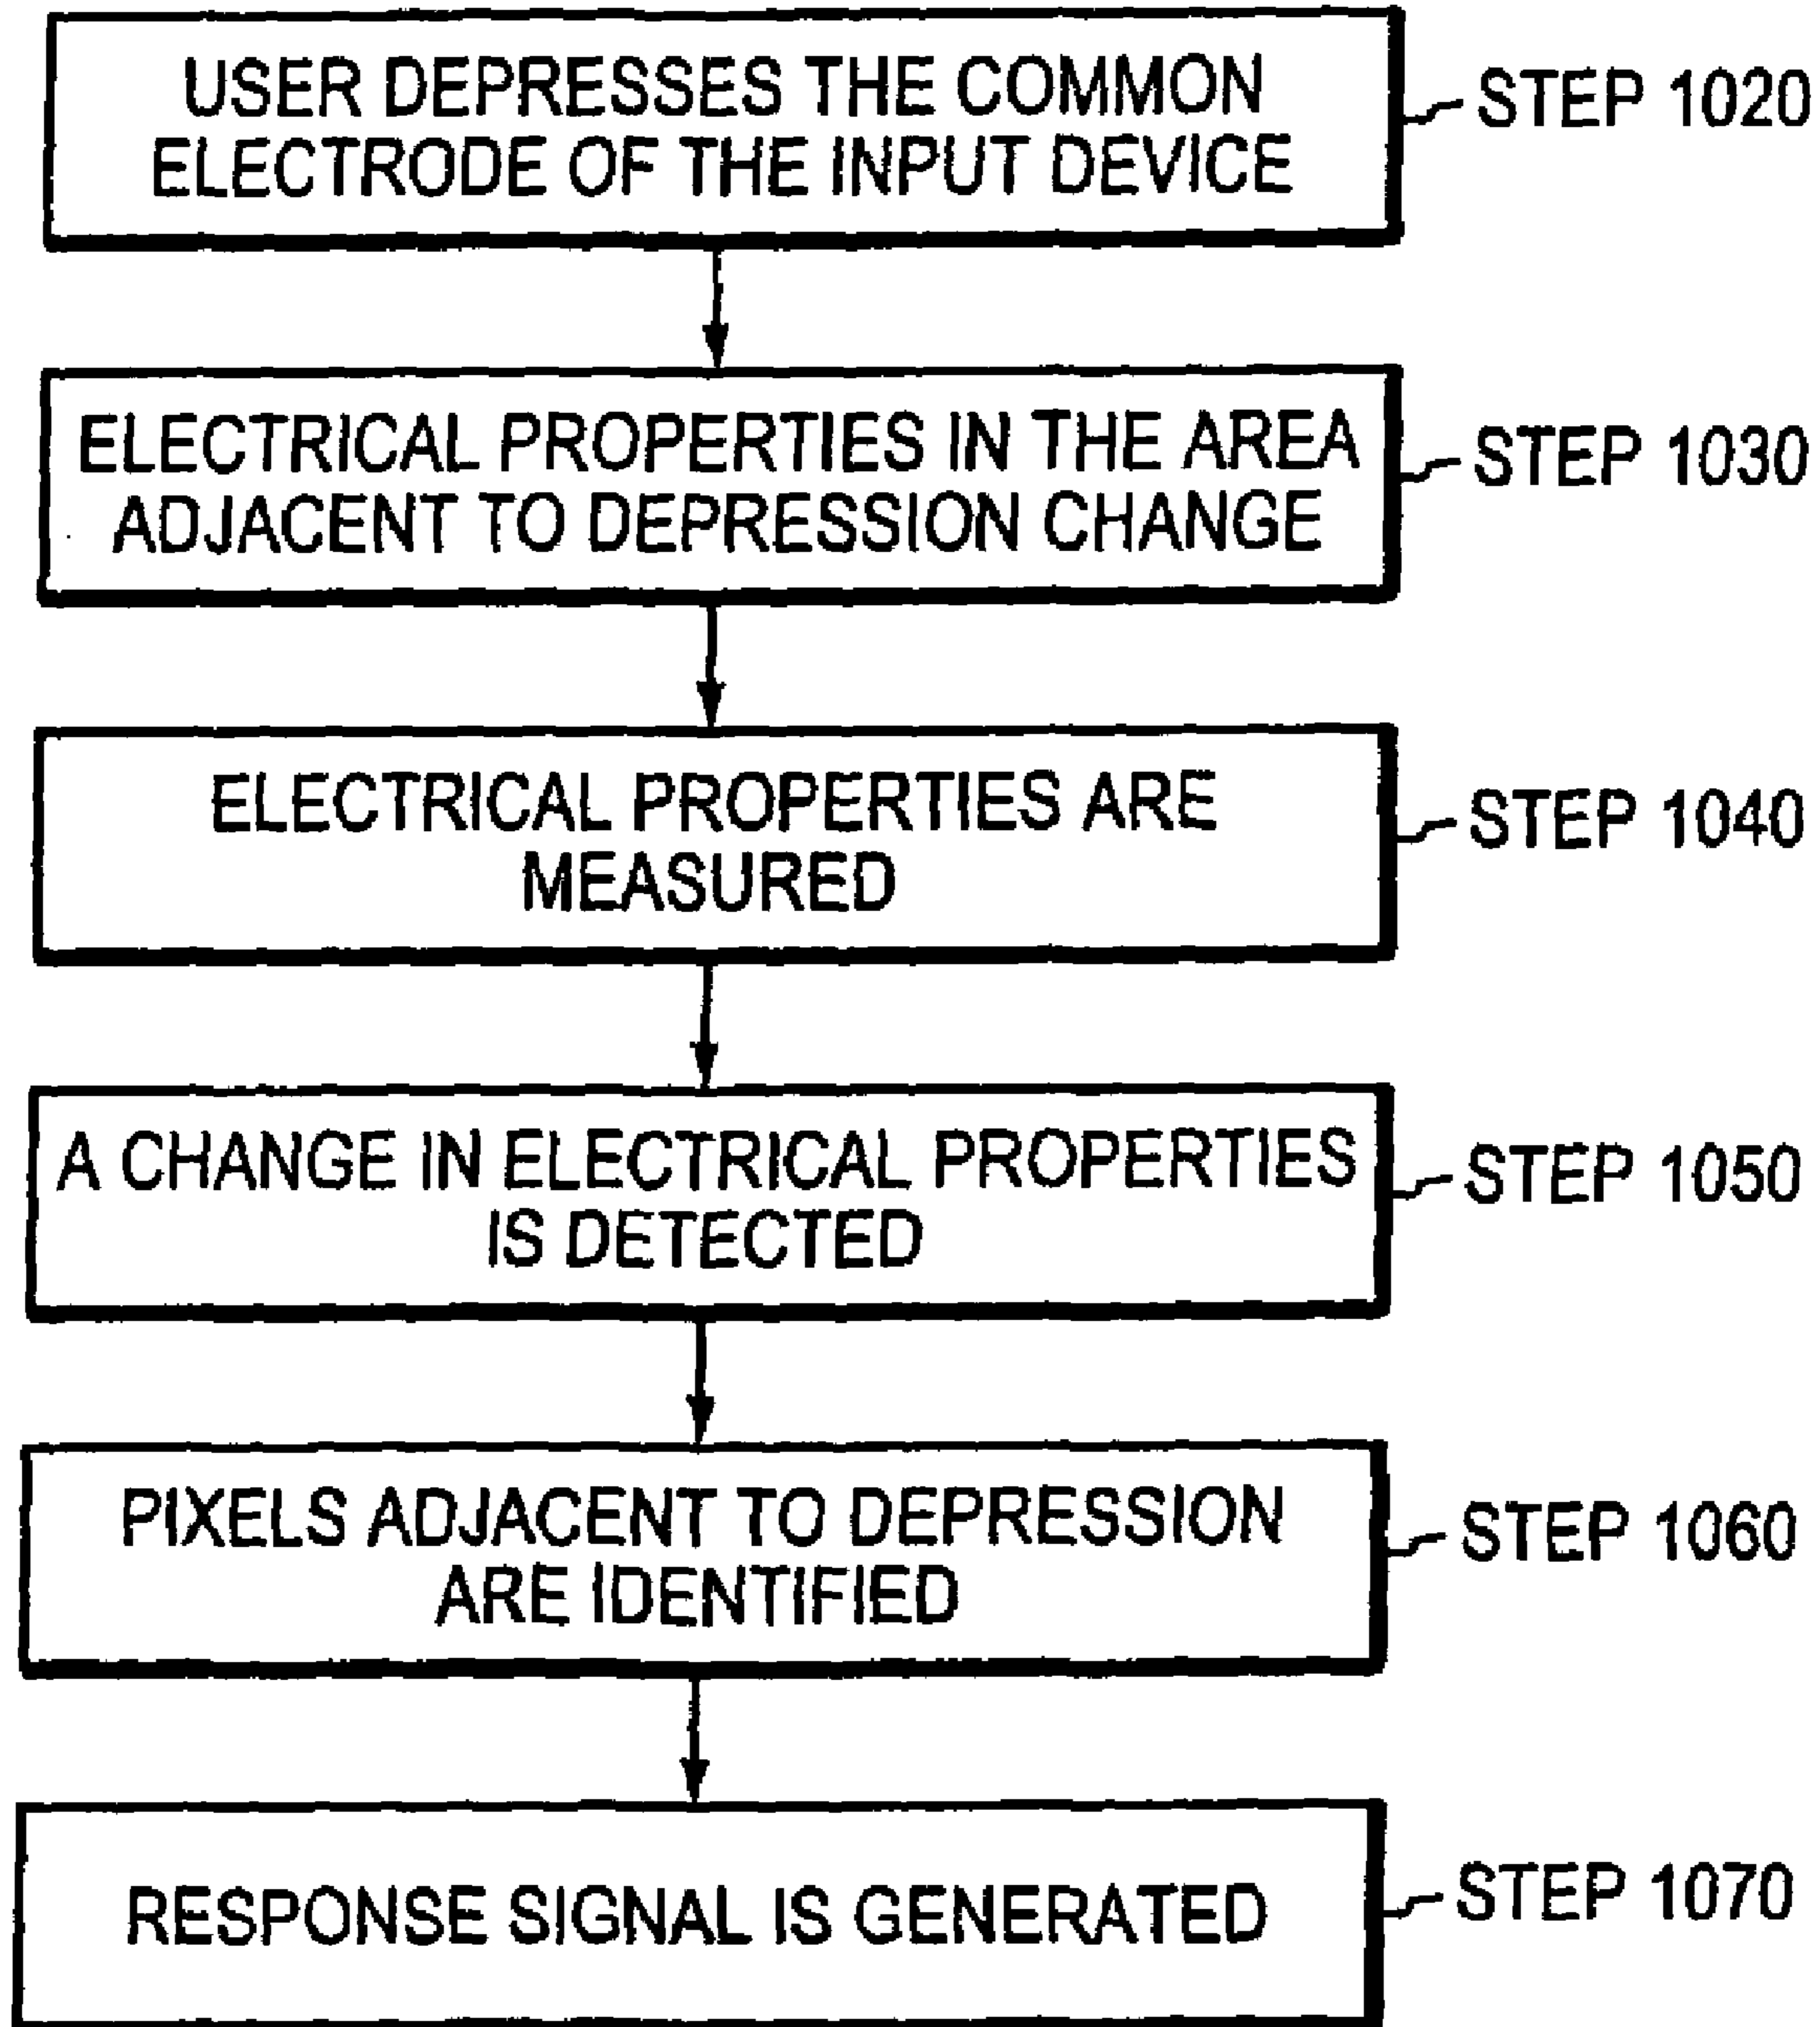 USER DEPRESSES THE COMMON
ELECTRODE OF THE INPUT DEVICE
STEP 1020
ELECTRICAL PROPERTIES IN THE AREA
ADJACENT TO DEPRESSION CHANGE
STEP 1030
ELECTRICAL PROPERTIES ARE
MEASURED
STEP 1040
A CHANGE IN ELECTRICAL PROPERTIES
IS DETECTED
STEP 1050
PIXELS ADJACENT TO DEPRESSION
ARE IDENTIFIED
STEP 1060
RESPONSE SIGNAL IS GENERATED
STEP 1070